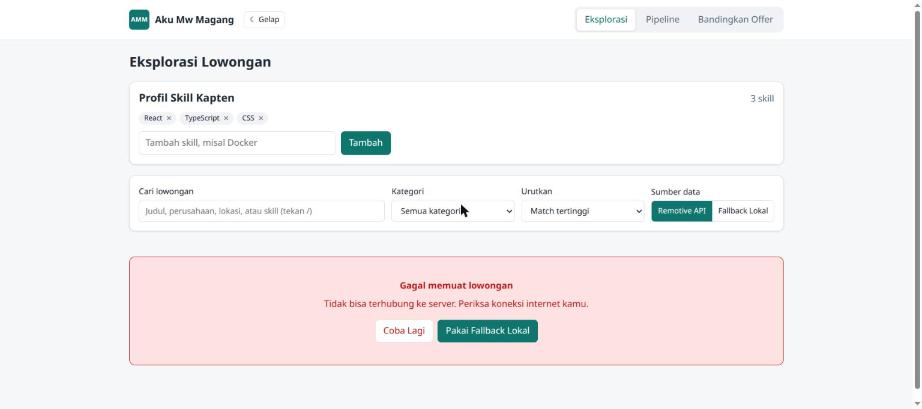 AMM Aku Mw Magang ☾ Gelap Eksplorasi Pipeline Bandingkan Offer
Eksplorasi Lowongan
Profil Skill Kapten 3 skill
React × TypeScript × CSS ×
Tambah skill, misal Docker Tambah
Cari lowongan Kategori Urutkan Sumber data
Judul, perusahaan, lokasi, atau skill (tekan /) Semua kategori Match tertinggi Remotive API Fallback Lokal
Gagal memuat lowongan
Tidak bisa terhubung ke server. Periksa koneksi internet kamu.
Coba Lagi Pakai Fallback Lokal